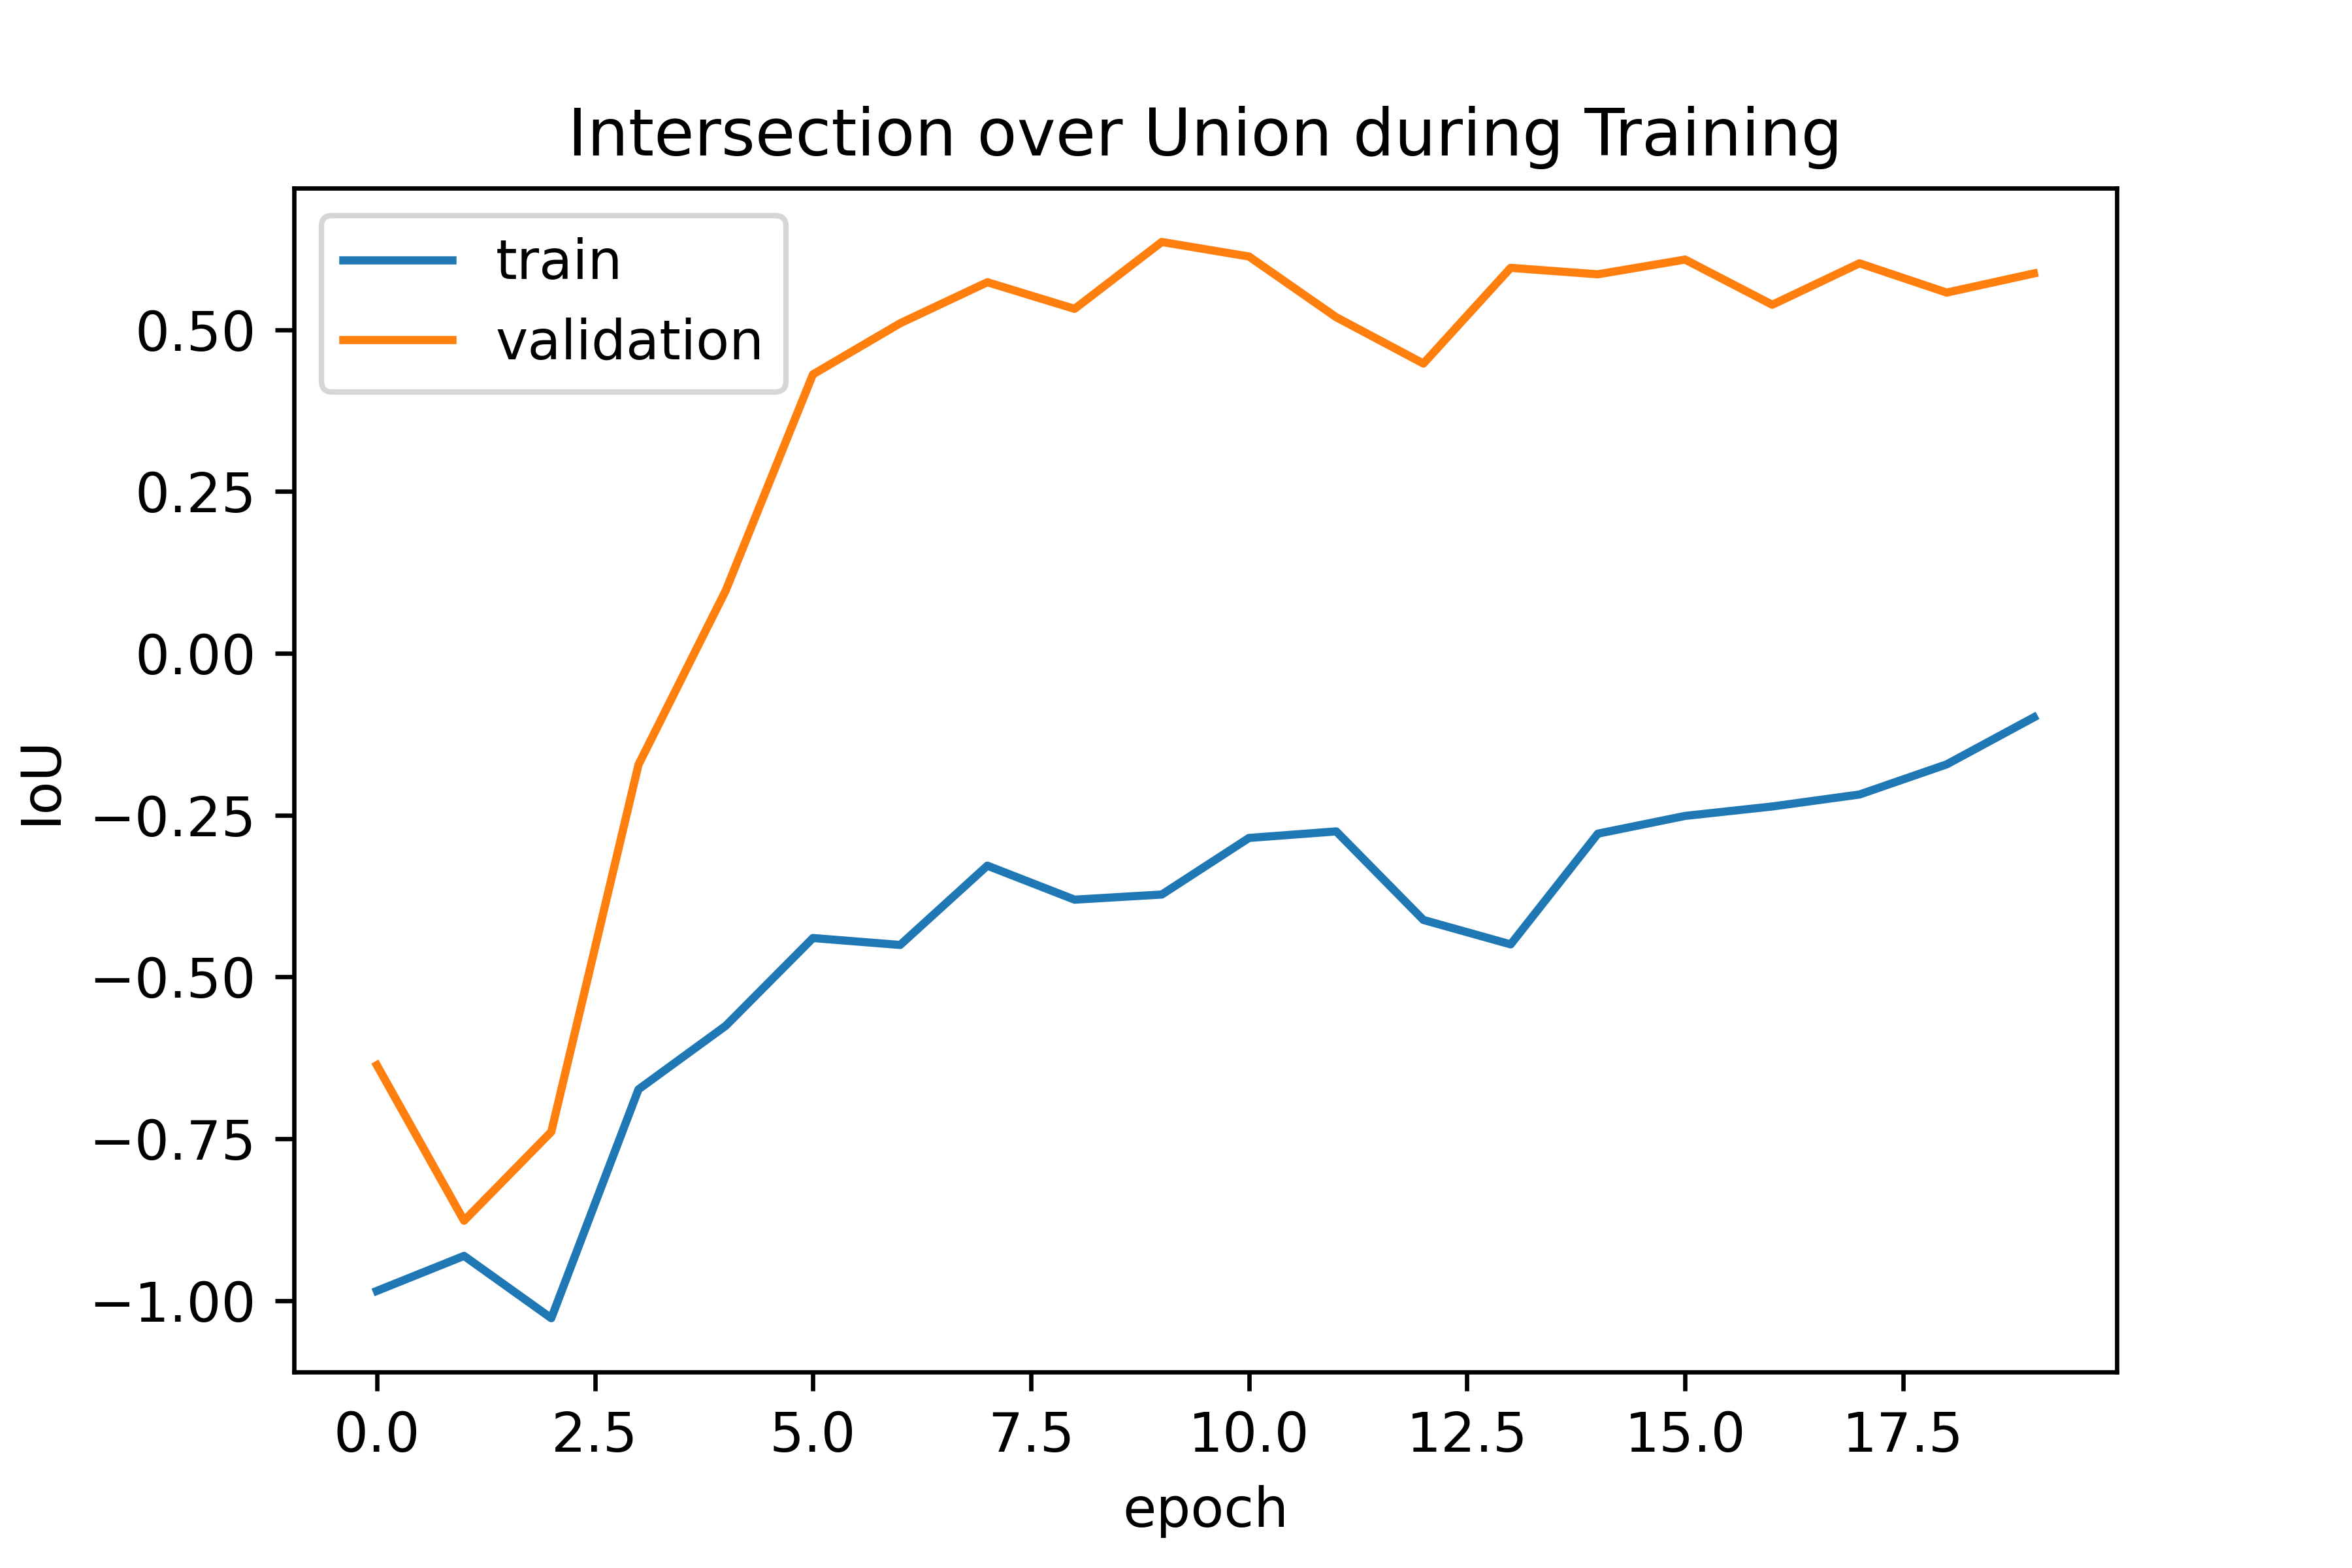 Intersection over Union during Training
train
validation
0.50
0.25
0.00
−0.25
−0.50
−0.75
−1.00
IoU
0.0 2.5 5.0 7.5 10.0 12.5 15.0 17.5
epoch